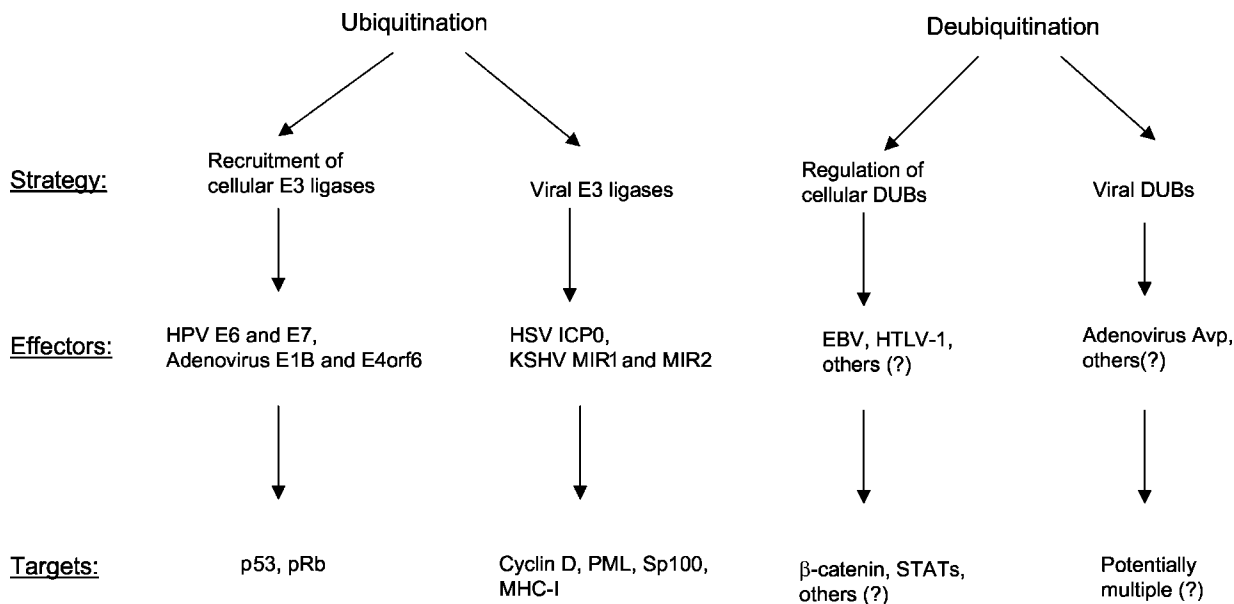 Ubiquitination
Deubiquitination
Strategy:
Recruitment of
cellular E3 ligases
Viral E3 ligases
Regulation of
cellular DUBs
Viral DUBs
Effectors:
HPV E6 and E7,
Adenovirus E1B and E4orf6
HSV ICP0,
KSHV MIR1 and MIR2
EBV, HTLV-1,
others (?)
Adenovirus Avp,
others(?)
Targets:
p53, pRb
Cyclin D, PML, Sp100,
MHC-I
β-catenin, STATs,
others (?)
Potentially
multiple (?)